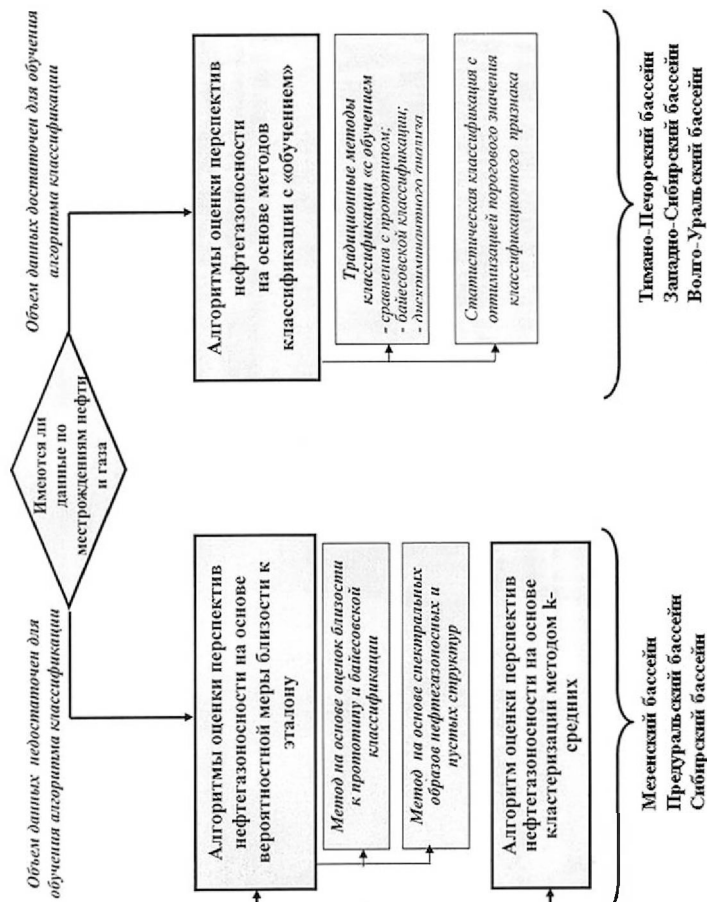 Имеются ли
данные по
местрождениям нефти
и газа
Объем данных недостаточен для
обучения алгоритма классификации
Объем данных достаточен для обучения
алгоритма классификации
Алгоритмы оценки перспектив
нефтегазоносности на основе
вероятностной меры близости к
эталону
Метод на основе оценок близости
к прототипу и байесовской
классификации
Метод на основе спектральных
образов нефтегазоносных и
пустых структур
Алгоритм оценки перспектив
нефтегазоносности на основе
кластеризации методом k-
средних
Мезенский бассейн
Предуральский бассейн
Сибирский бассейн
Алгоритмы оценки перспектив
нефтегазоносности
на основе методов
классификации с «обучением»
Традиционные методы
классификации «с обучением
- сравнения с прототипом;
- байесовской классификации;
- дискриминантного анализа
Статистическая классификация с
оптимизацией порогового значения
классификационного признака
Тимано-Печорский бассейн
Западно-Сибирский бассейн
Волго-Уральский бассейн